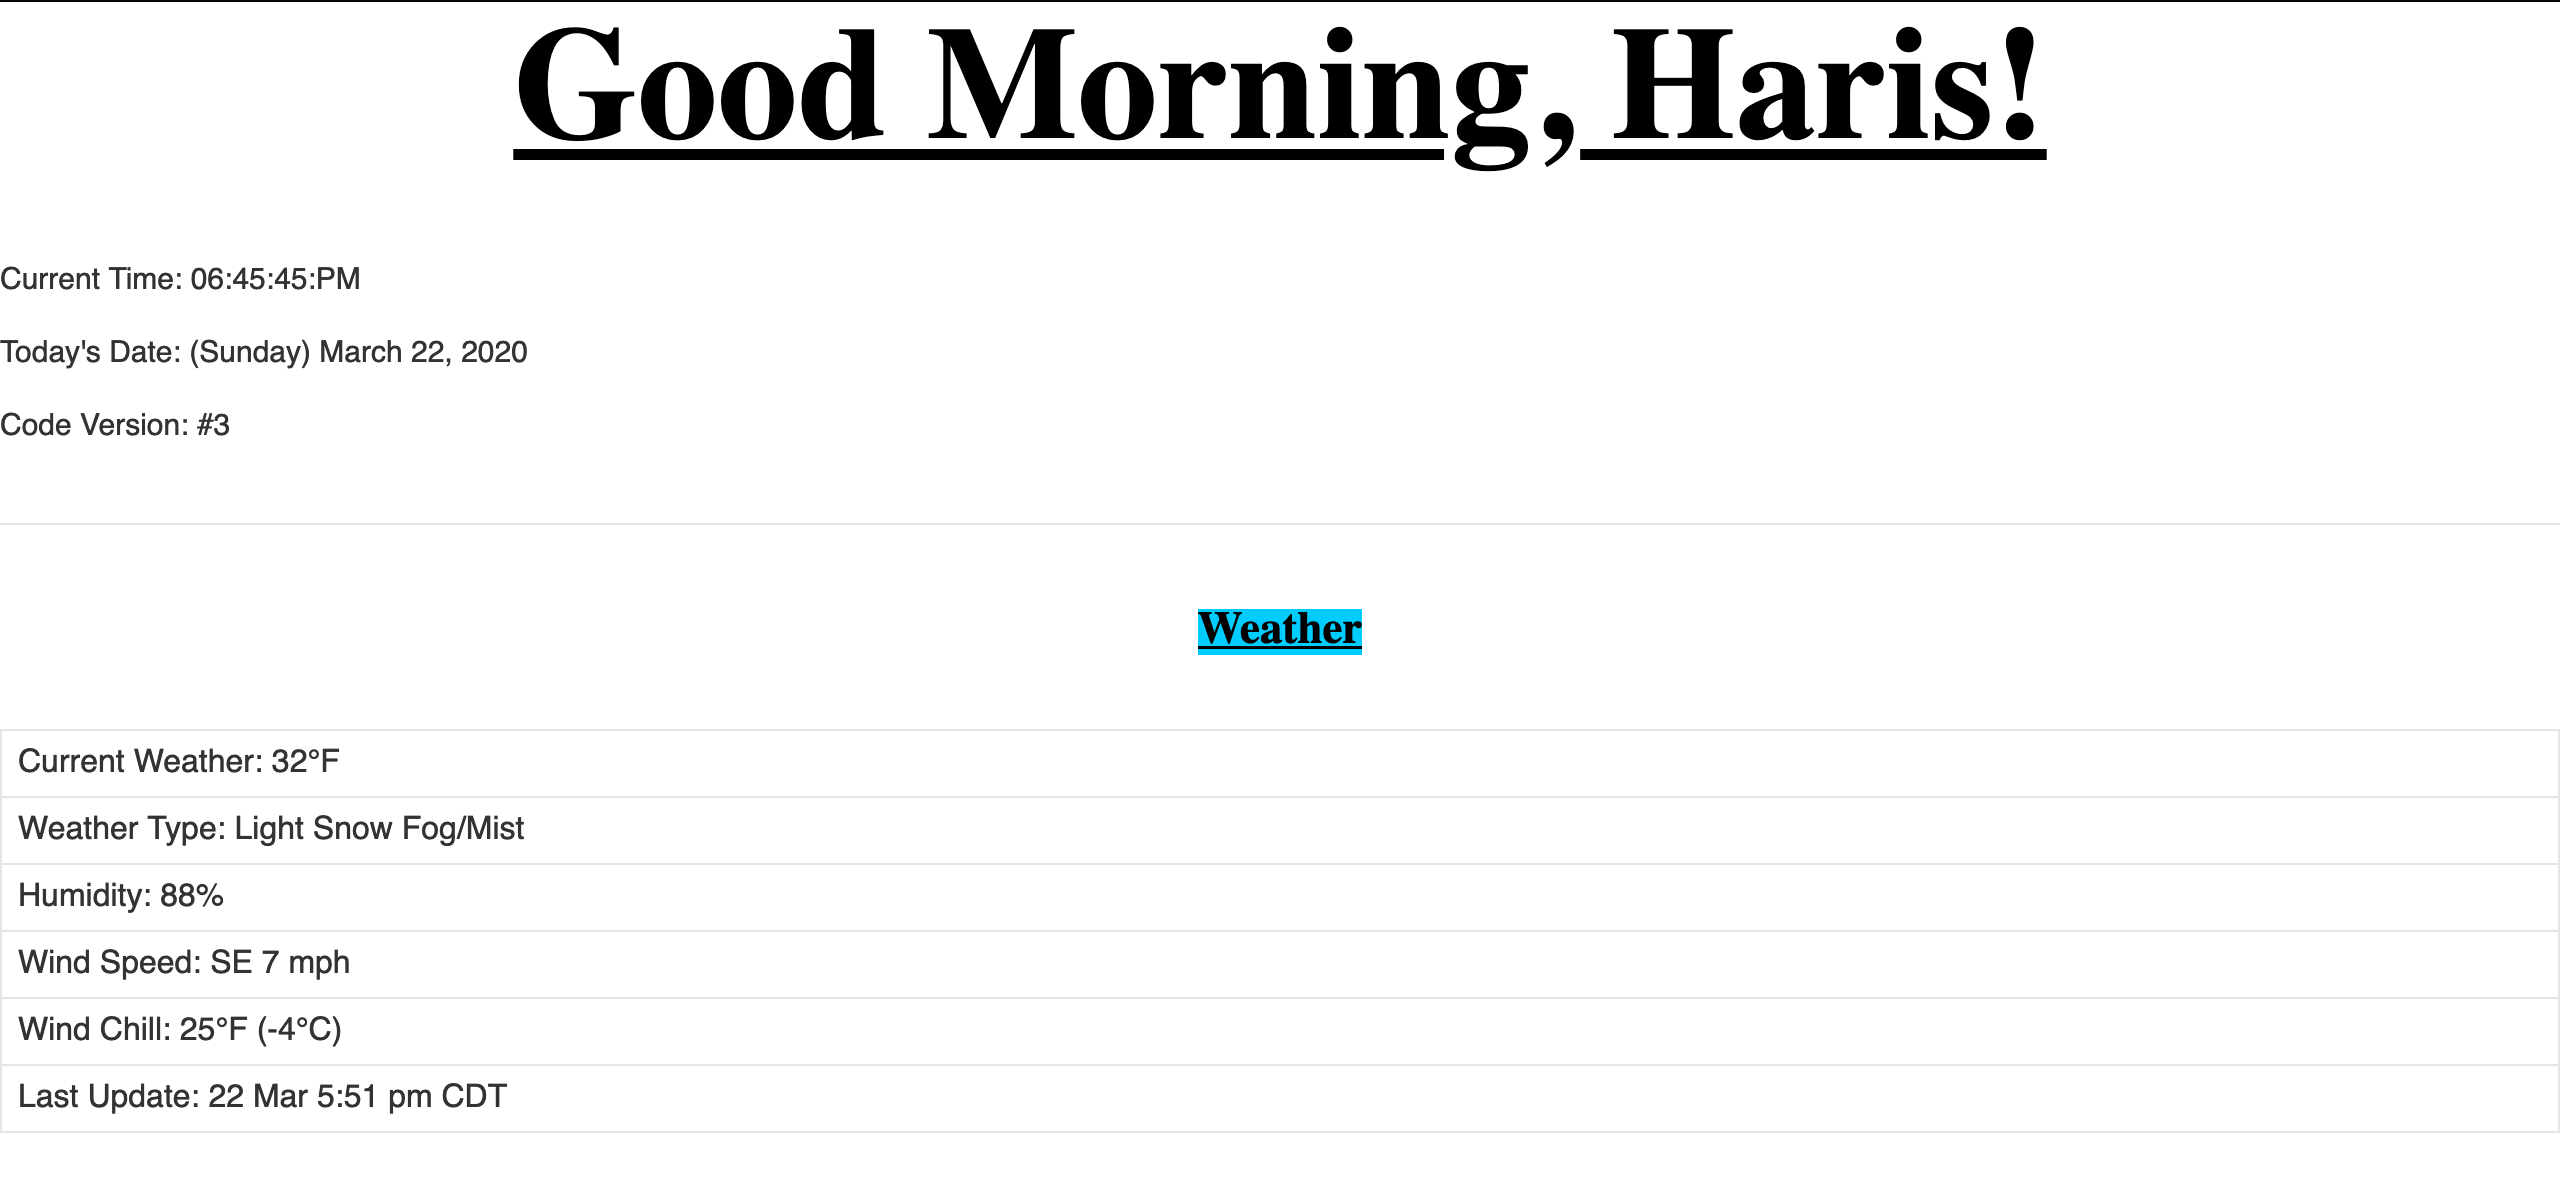 Good Morning, Haris!
Current Time: 06:45:45:PM
Today's Date: (Sunday) March 22, 2020
Code Version: #3
Weather
Current Weather: 32°F
Weather Type: Light Snow Fog/Mist
Humidity: 88%
Wind Speed: SE 7 mph
Wind Chill: 25°F (-4°C)
Last Update: 22 Mar 5:51 pm CDT